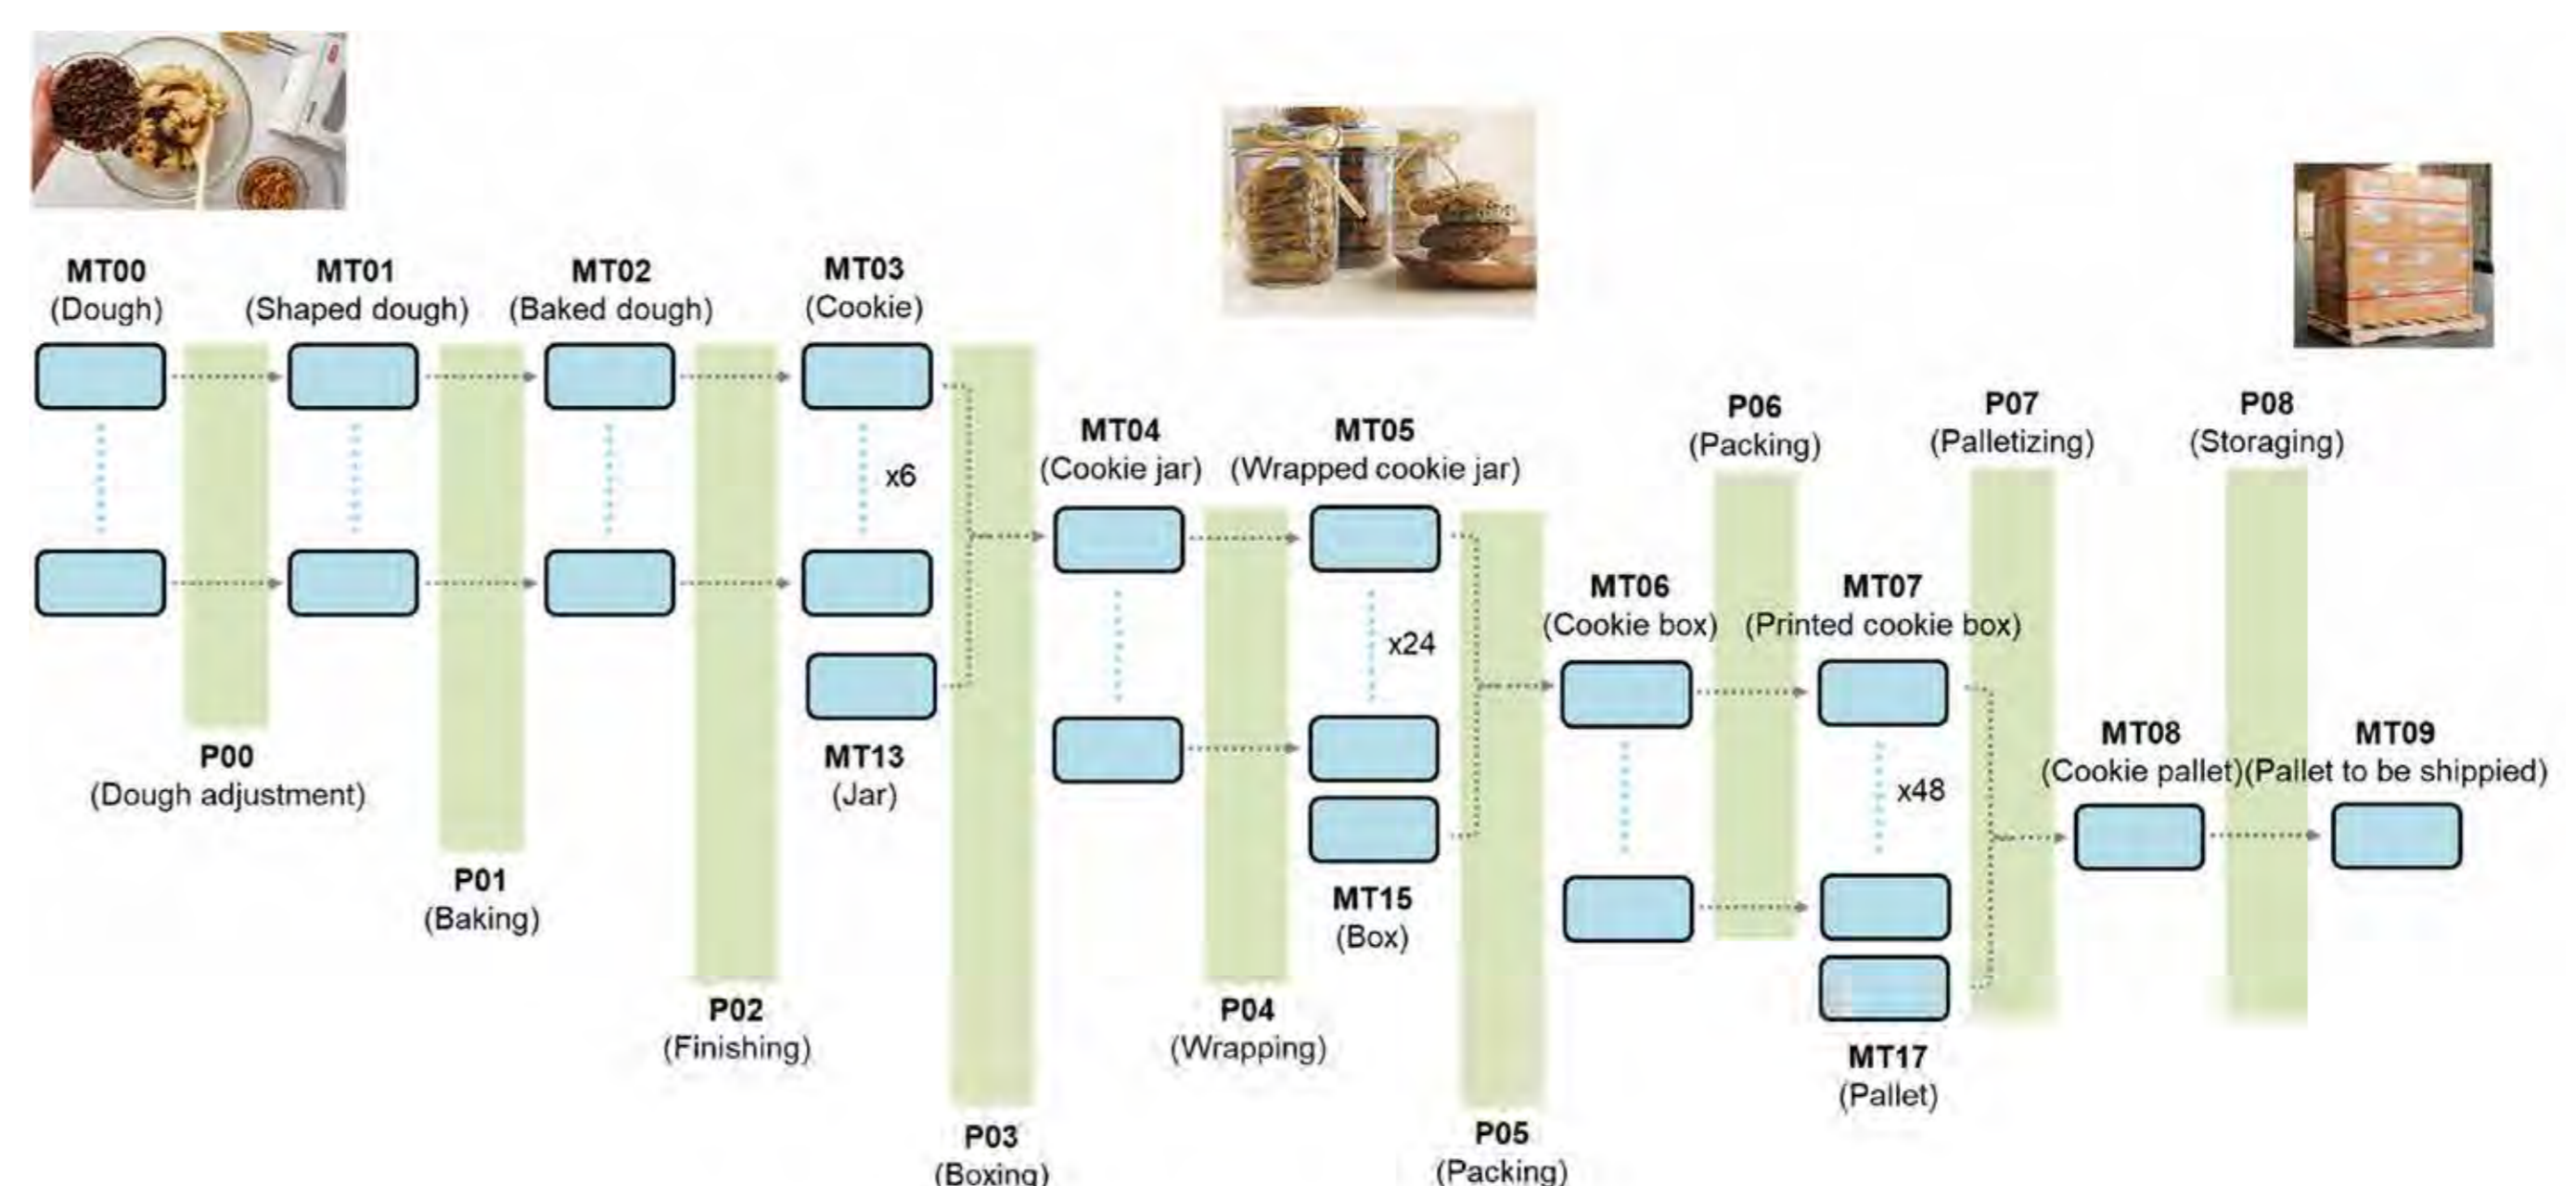 MT00
(Dough)
MT01
(Shaped dough)
MT02
(Baked dough)
MT03
(Cookie)
x6
MT13
(Jar)
P00
(Dough adjustment)
P01
(Baking)
P02
(Finishing)
P03
(Boxing)
MT04
(Cookie jar)
MT05
(Wrapped cookie jar)
x24
MT15
(Box)
P04
(Wrapping)
P05
(Packing)
MT06
(Cookie box)
P06
(Packing)
MT07
(Printed cookie box)
x48
MT17
(Pallet)
P07
(Palletizing)
P08
(Storaging)
MT08
(Cookie pallet)
MT09
(Pallet to be shippied)